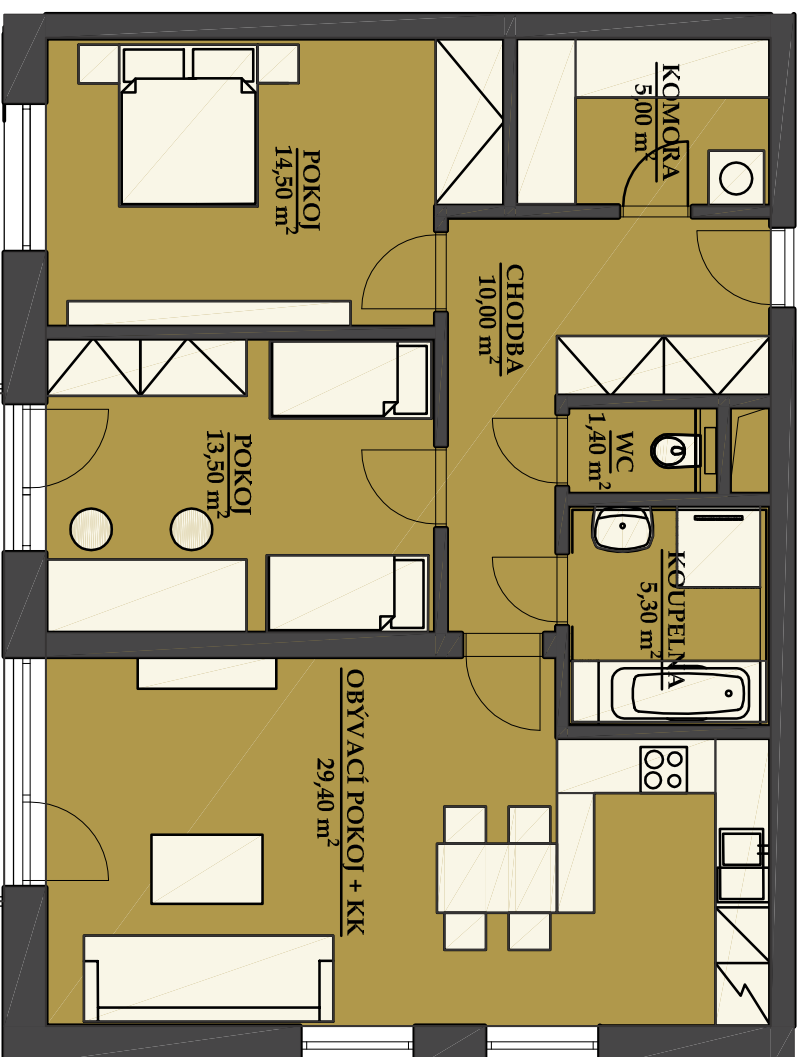 KOMORA
5,00 m²
POKOJ
14,50 m²
CHODBA
10,00 m²
WC
1,40 m²
POKOJ
13,50 m²
KOUPELNA
5,30 m²
OBÝVACÍ POKOJ + KK
29,40 m²